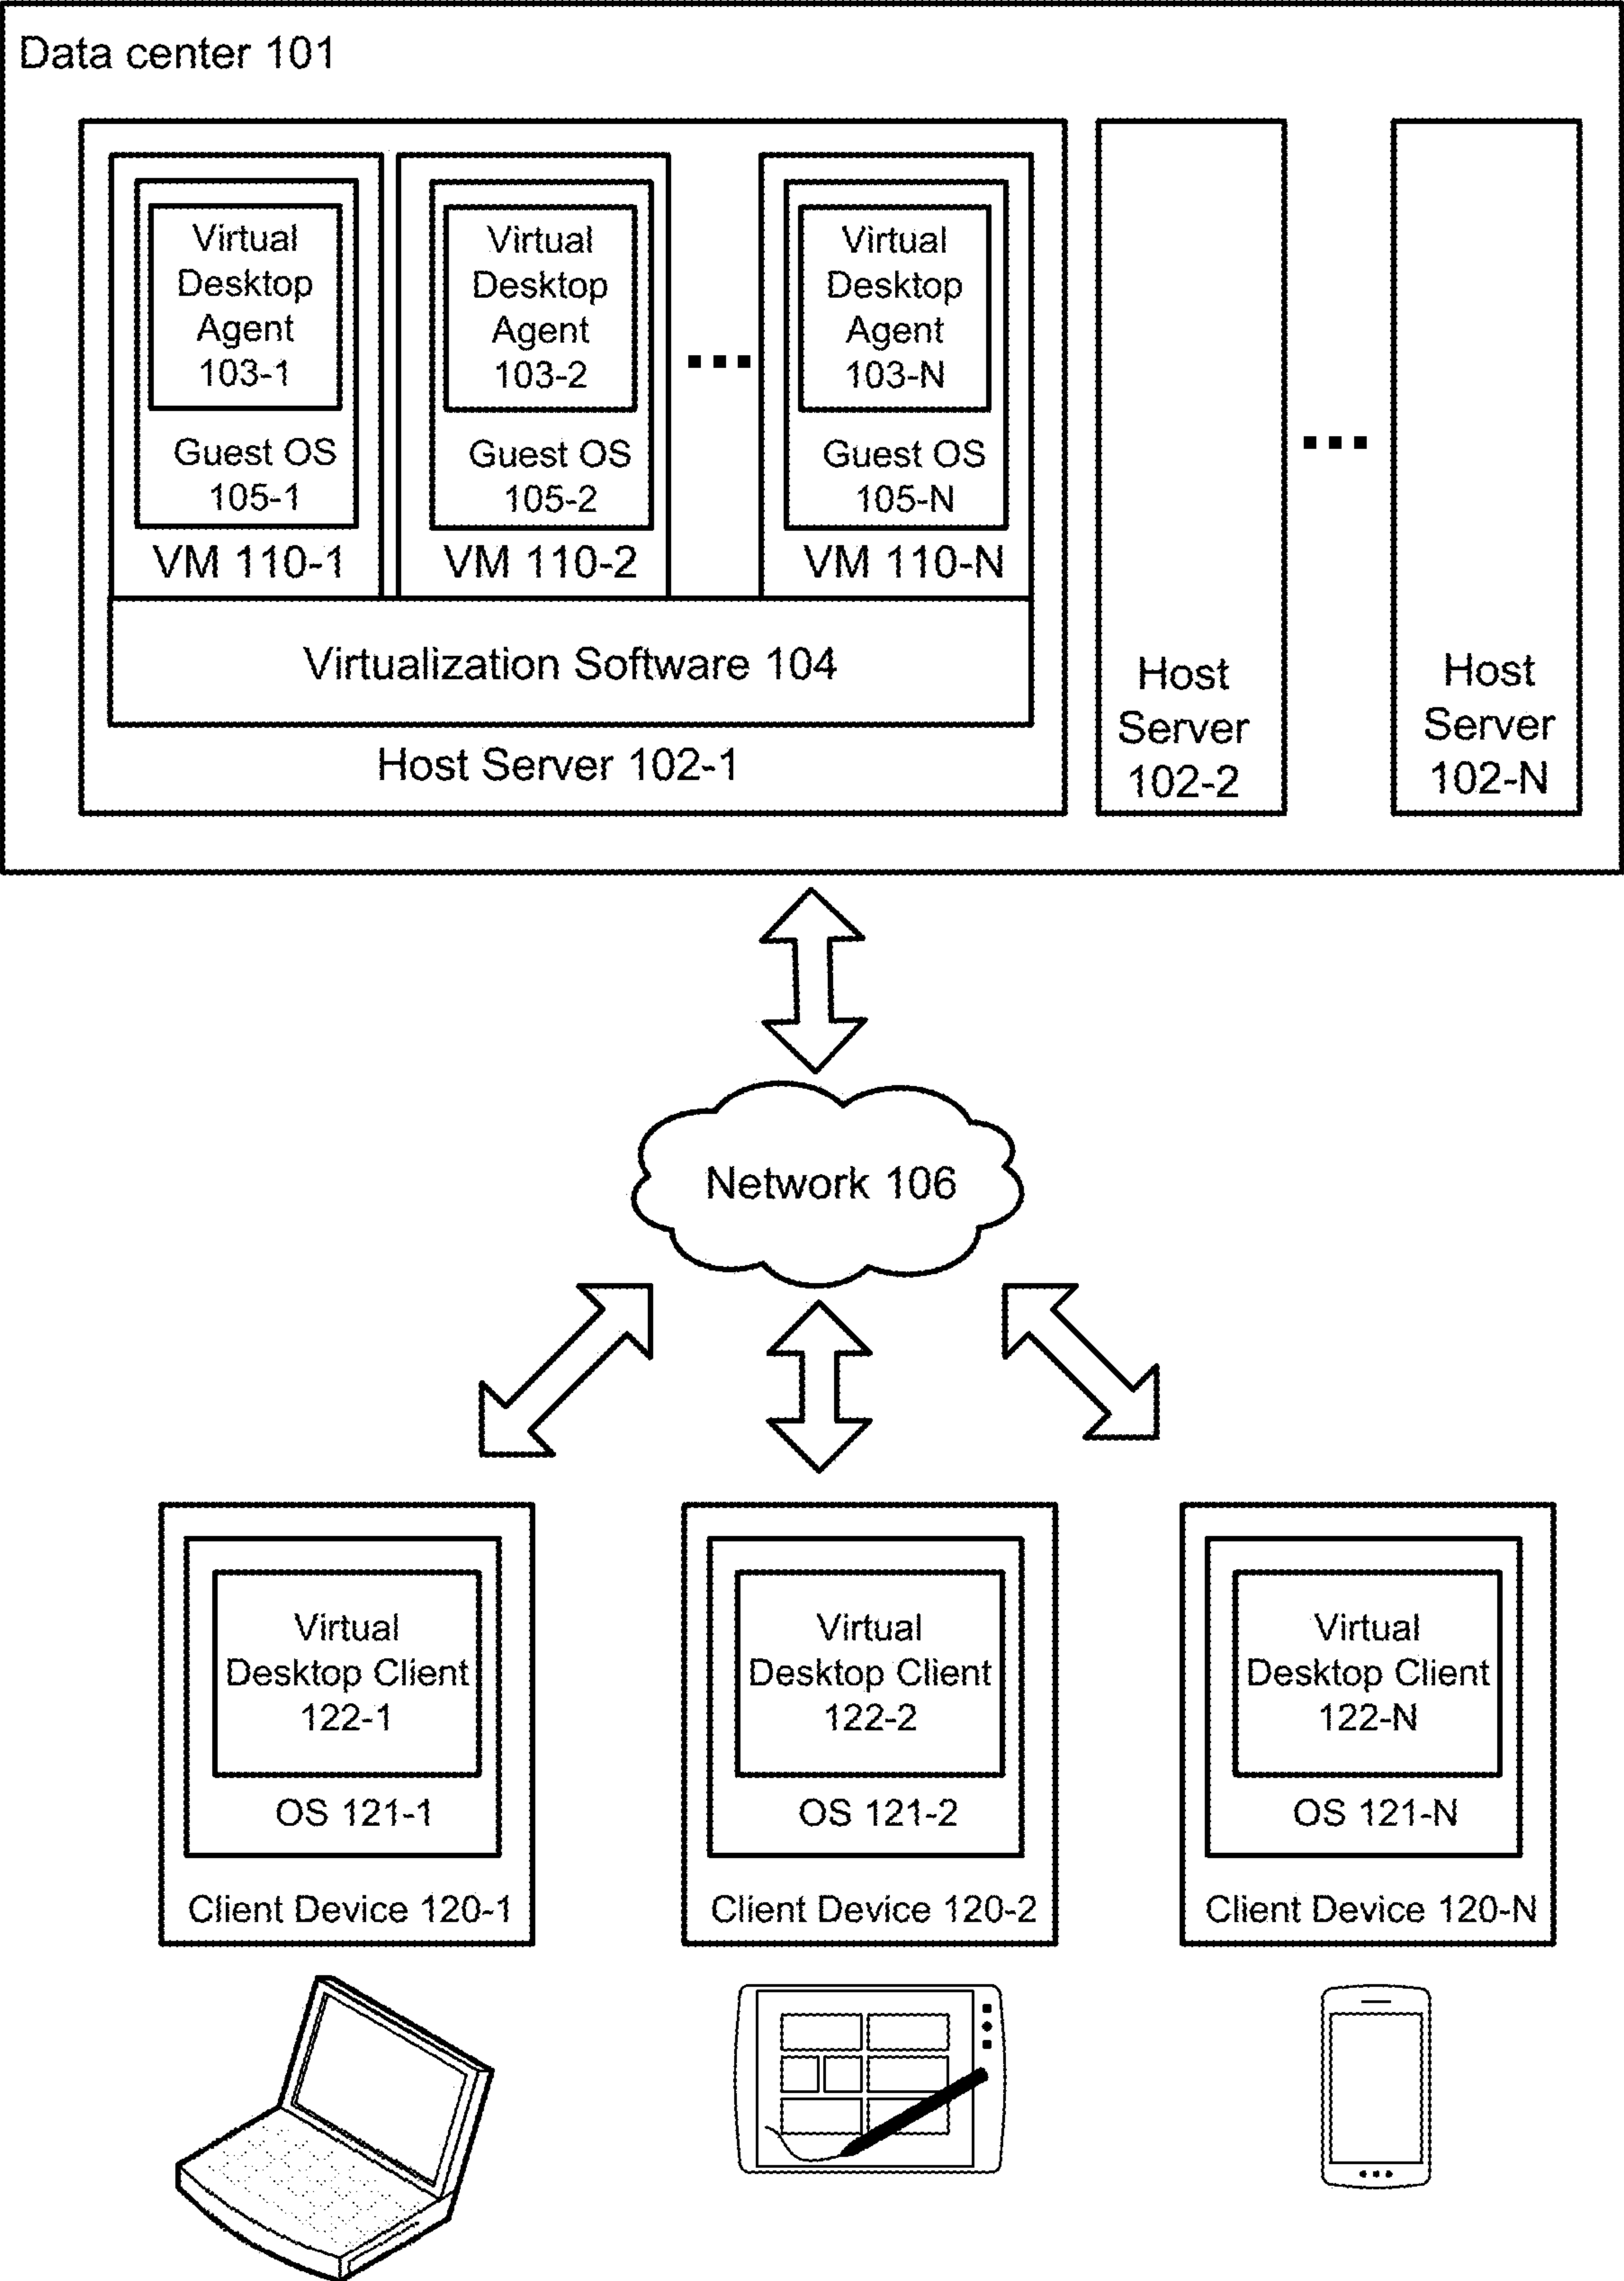 Data center 101
Virtual
Desktop
Agent
103-1
Guest OS
105-1
VM 110-1
Virtual
Desktop
Agent
103-2
Guest OS
105-2
VM 110-2
...
Virtual
Desktop
Agent
103-N
Guest OS
105-N
VM 110-N
Virtualization Software 104
Host Server 102-1
Host
Server
102-2
...
Host
Server
102-N
Network 106
Virtual
Desktop Client
122-1
OS 121-1
Client Device 120-1
Virtual
Desktop Client
122-2
OS 121-2
Client Device 120-2
Virtual
Desktop Client
122-N
OS 121-N
Client Device 120-N